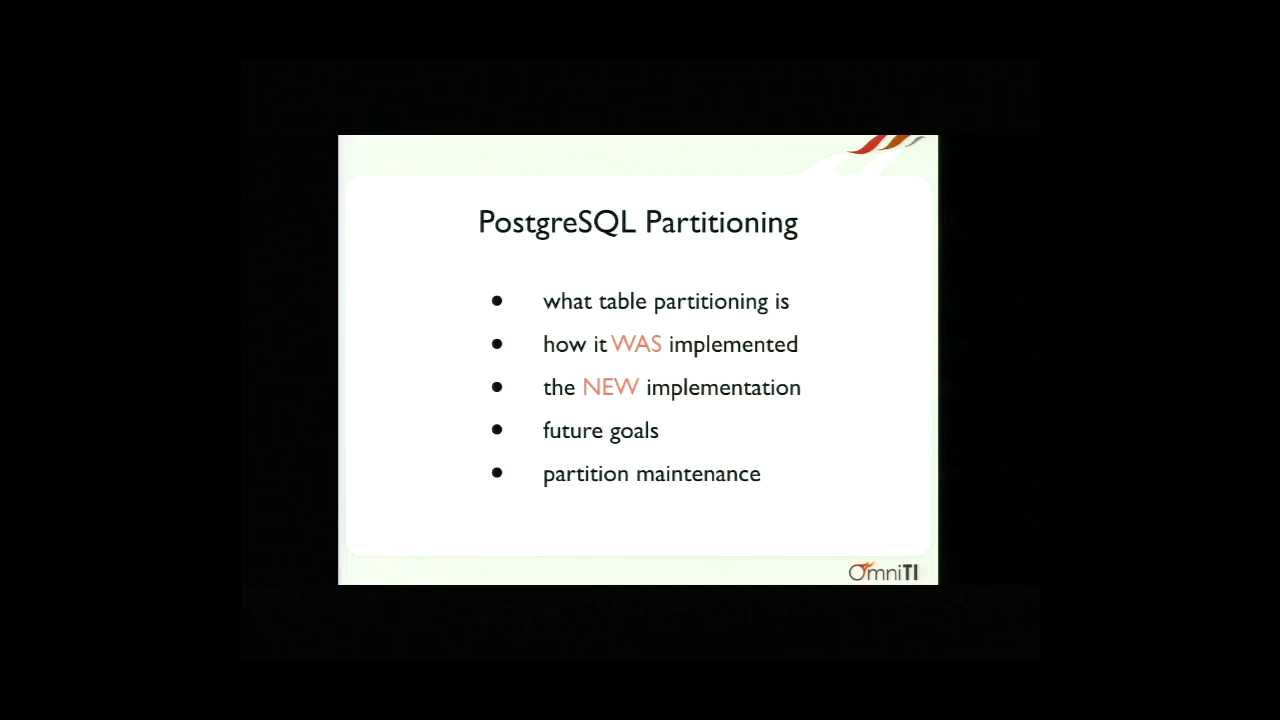 PostgreSQL Partitioning
• what table partitioning is
• how it WAS implemented
• the NEW implementation
• future goals
• partition maintenance
OmniTI